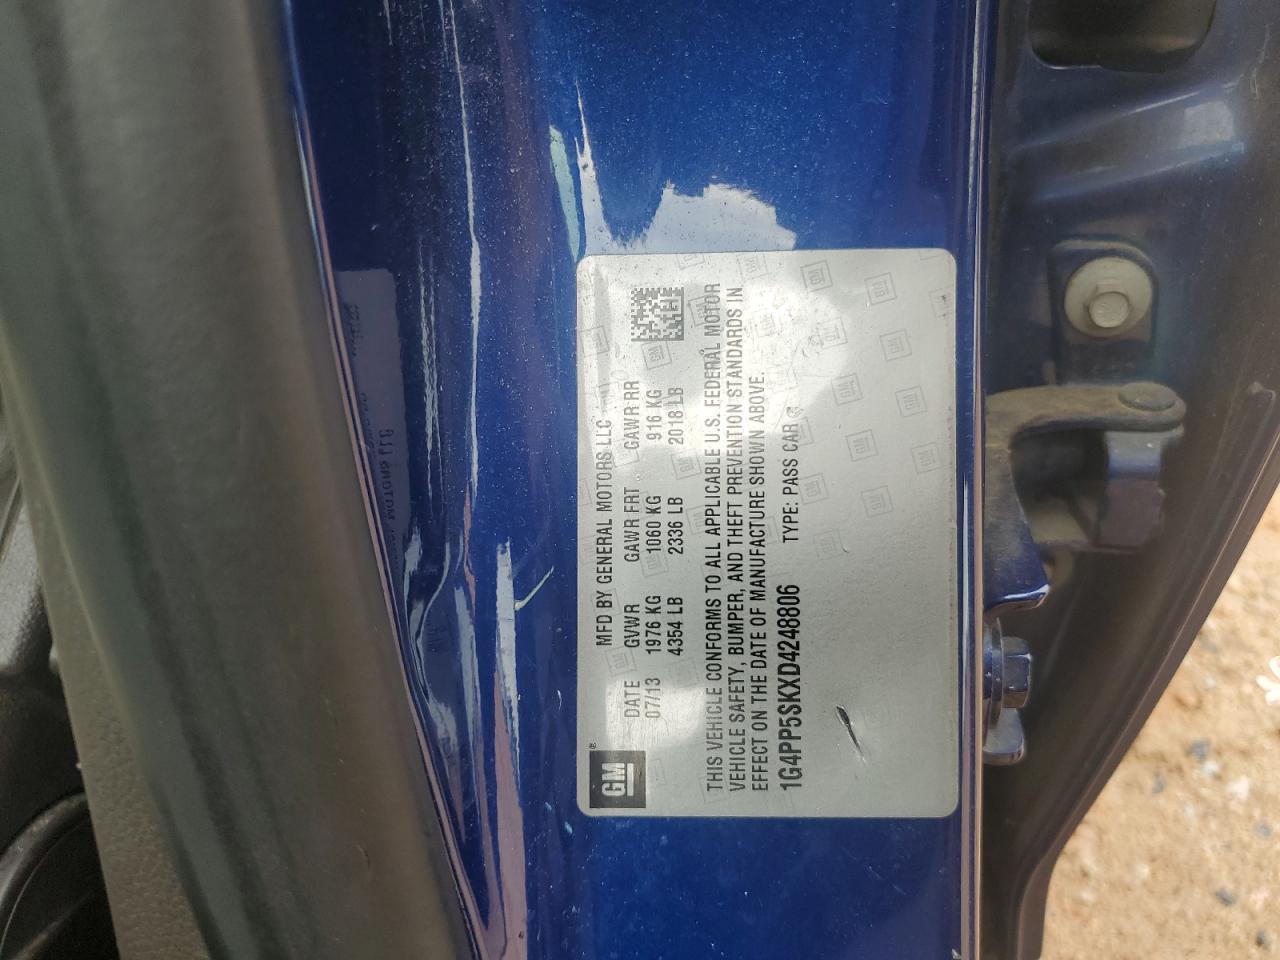 GM®
MFD BY GENERAL MOTORS LLC
DATE GVWR GAWR FRT GAWR RR
07/13 1976 KG 1060 KG 916 KG
4354 LB 2336 LB 2018 LB
THIS VEHICLE CONFORMS TO ALL APPLICABLE U.S. FEDERAL MOTOR
VEHICLE SAFETY, BUMPER, AND THEFT PREVENTION STANDARDS IN
EFFECT ON THE DATE OF MANUFACTURE SHOWN ABOVE.
1G4PP5SKXD4248806 TYPE: PASS CAR